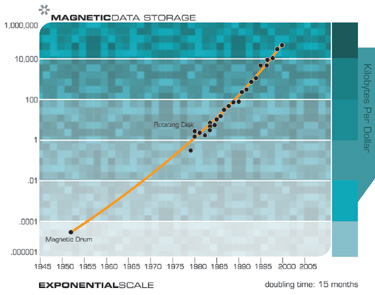 MAGNETIC DATA STORAGE
1,000,000
10,000
100
1
.01
.0001
.000001
Kilobytes Per Dollar
Rotating Disk
Magnetic Drum
1945 1950 1955 1960 1965 1970 1975 1980 1985 1990 1995 2000 2005
EXPONENTIAL SCALE
doubling time: 15 months